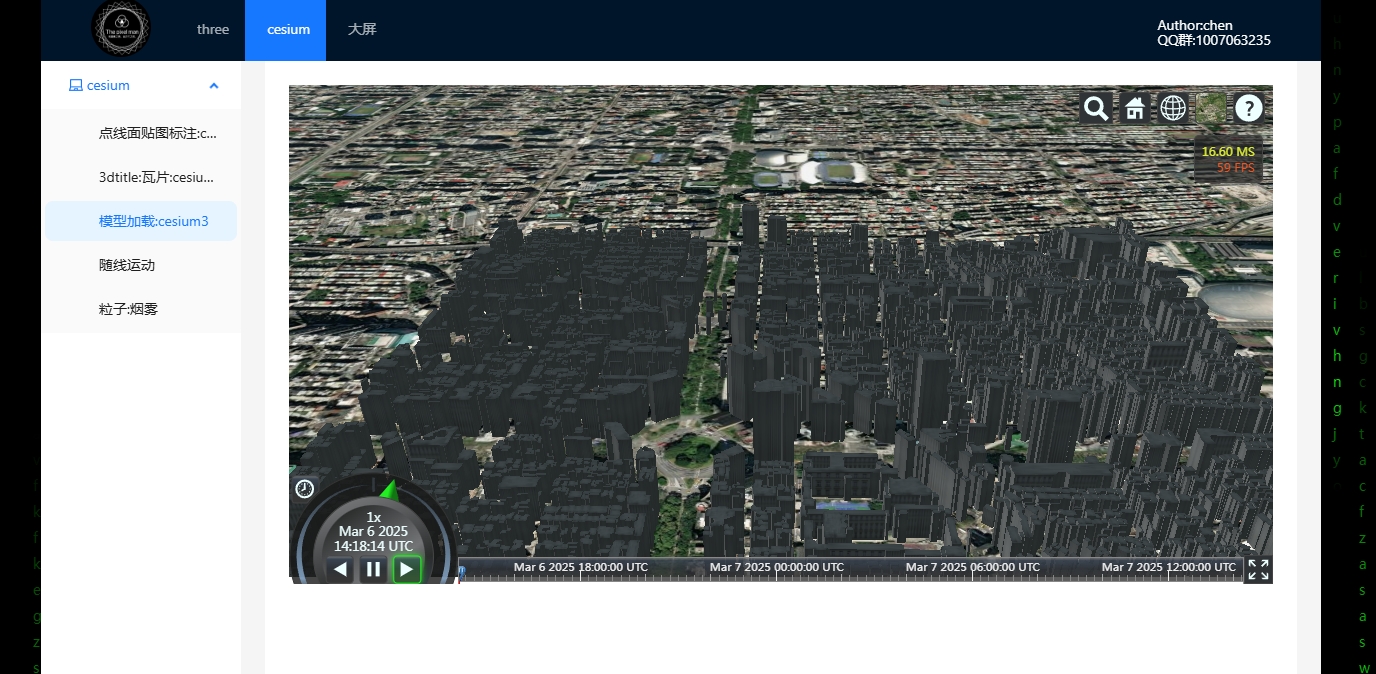 The pixel man
three
cesium
大屏
Author:chen
QQ群:1007063235
cesium
点线面贴图标注:c...
3dtitle:瓦片:cesiu...
模型加载:cesium3
随线运动
粒子:烟雾
?
16.60 MS
59 FPS
1x
Mar 6 2025
14:18:14 UTC
Mar 6 2025 18:00:00 UTC
Mar 7 2025 00:00:00 UTC
Mar 7 2025 06:00:00 UTC
Mar 7 2025 12:00:00 UTC
h
n
y
p
a
f
d
v
e
r
i
v
h
n
g
j
y
b
s
g
c
k
t
a
c
f
z
a
s
a
s
w
f
k
f
k
e
g
z
s